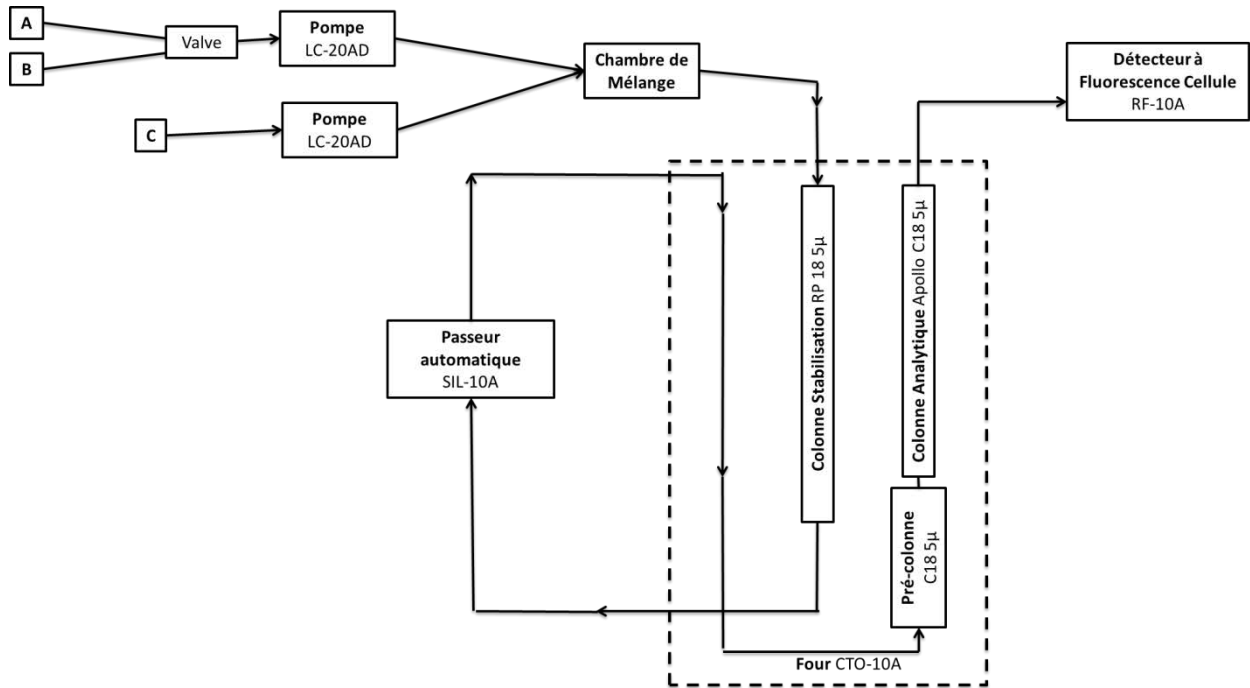 A
B
Valve
Pompe
LC-20AD
C
Pompe
LC-20AD
Chambre de
Mélange
Détecteur à
Fluorescence Cellule
RF-10A
Passeur
automatique
SIL-10A
Colonne Stabilisation RP 18 5µ
Colonne Analytique Apollo C18 5µ
Pré-colonne
C18 5µ
Four CTO-10A